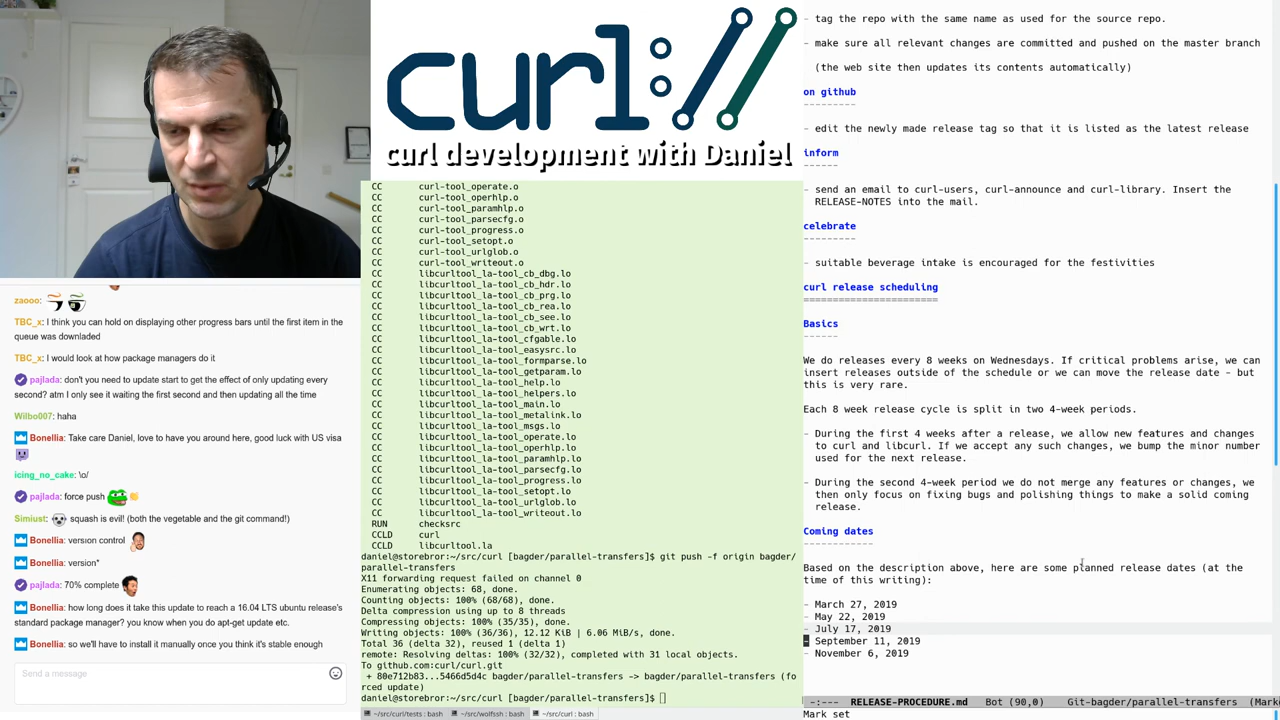 curl://
curl development with Daniel
zaooo:
TBC_x: I think you can hold on displaying other progress bars until the first item in the
queue was downladed
TBC_x: I would look at how package managers do it
pajlada: don't you need to update start to get the effect of only updating every
second? atm I only see it waiting the first second and then updating all the time
Wilbo007: haha
Bonellia: Take care Daniel, love to have you around here, good luck with US visa
icing_no_cake: \o/
pajlada: force push
Simiust: squash is evil! (both the vegetable and the git command!)
Bonellia: version control
Bonellia: version*
pajlada: 70% complete
Bonellia: how long does it take this update to reach a 16.04 LTS ubuntu release's
standard package manager? you know when you do apt-get update etc.
Bonellia: so we'll have to install it manually once you think it's stable enough
Send a message
CC curl-tool_operate.o
CC curl-tool_operhlp.o
CC curl-tool_paramhlp.o
CC curl-tool_parsecfg.o
CC curl-tool_progress.o
CC curl-tool_setopt.o
CC curl-tool_urlglob.o
CC curl-tool_writeout.o
CC libcurltool_la-tool_cb_dbg.lo
CC libcurltool_la-tool_cb_hdr.lo
CC libcurltool_la-tool_cb_prg.lo
CC libcurltool_la-tool_cb_rea.lo
CC libcurltool_la-tool_cb_see.lo
CC libcurltool_la-tool_cb_wrt.lo
CC libcurltool_la-tool_cfgable.lo
CC libcurltool_la-tool_easysrc.lo
CC libcurltool_la-tool_formparse.lo
CC libcurltool_la-tool_getparam.lo
CC libcurltool_la-tool_help.lo
CC libcurltool_la-tool_helpers.lo
CC libcurltool_la-tool_main.lo
CC libcurltool_la-tool_metalink.lo
CC libcurltool_la-tool_msgs.lo
CC libcurltool_la-tool_operate.lo
CC libcurltool_la-tool_operhlp.lo
CC libcurltool_la-tool_paramhlp.lo
CC libcurltool_la-tool_parsecfg.lo
CC libcurltool_la-tool_progress.lo
CC libcurltool_la-tool_setopt.lo
CC libcurltool_la-tool_urlglob.lo
CC libcurltool_la-tool_writeout.lo
RUN checksrc
CCLD curl
CCLD libcurltool.la
daniel@storebror:~/src/curl [bagder/parallel-transfers]$ git push -f origin bagder/
parallel-transfers
X11 forwarding request failed on channel 0
Enumerating objects: 68, done.
Counting objects: 100% (68/68), done.
Delta compression using up to 8 threads
Compressing objects: 100% (35/35), done.
Writing objects: 100% (36/36), 12.12 KiB | 6.06 MiB/s, done.
Total 36 (delta 32), reused 1 (delta 1)
remote: Resolving deltas: 100% (32/32), completed with 31 local objects.
To github.com:curl/curl.git
+ 80e712b83...5466d5d4c bagder/parallel-transfers -> bagder/parallel-transfers (fo
rced update)
daniel@storebror:~/src/curl [bagder/parallel-transfers]$
~/src/curl/tests : bash ~/src/wolfssh : bash ~/src/curl : bash
- tag the repo with the same name as used for the source repo.
- make sure all relevant changes are committed and pushed on the master branch
(the web site then updates its contents automatically)
on github
---------
- edit the newly made release tag so that it is listed as the latest release
inform
------
- send an email to curl-users, curl-announce and curl-library. Insert the
RELEASE-NOTES into the mail.
celebrate
---------
- suitable beverage intake is encouraged for the festivities
curl release scheduling
=======================
Basics
------
We do releases every 8 weeks on Wednesdays. If critical problems arise, we can
insert releases outside of the schedule or we can move the release date - but
this is very rare.
Each 8 week release cycle is split in two 4-week periods.
- During the first 4 weeks after a release, we allow new features and changes
to curl and libcurl. If we accept any such changes, we bump the minor number
used for the next release.
- During the second 4-week period we do not merge any features or changes, we
then only focus on fixing bugs and polishing things to make a solid coming
release.
Coming dates
------------
Based on the description above, here are some planned release dates (at the
time of this writing):
- March 27, 2019
- May 22, 2019
- July 17, 2019
- September 11, 2019
- November 6, 2019
-:--- RELEASE-PROCEDURE.md Bot (90,0) Git-bagder/parallel-transfers (Mark
Mark set